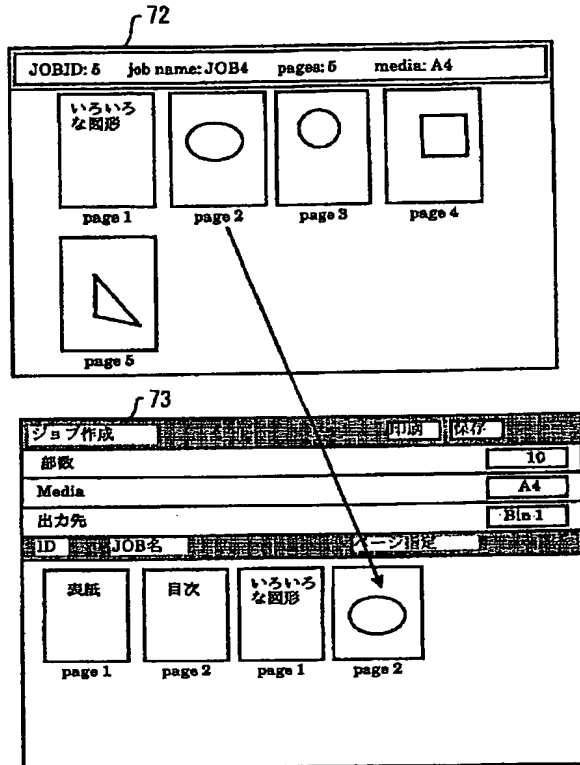 72
JOBID: 5 job name: JOB4 pages: 5 media: A4
いろいろ
な図形
page 1 page 2 page 3 page 4
page 5
73
ジョブ作成 印刷 保存
部数 10
Media A4
出力先 Bin 1
ID JOB名 ページ指定
表紙 目次 いろいろ
な図形
page 1 page 2 page 1 page 2